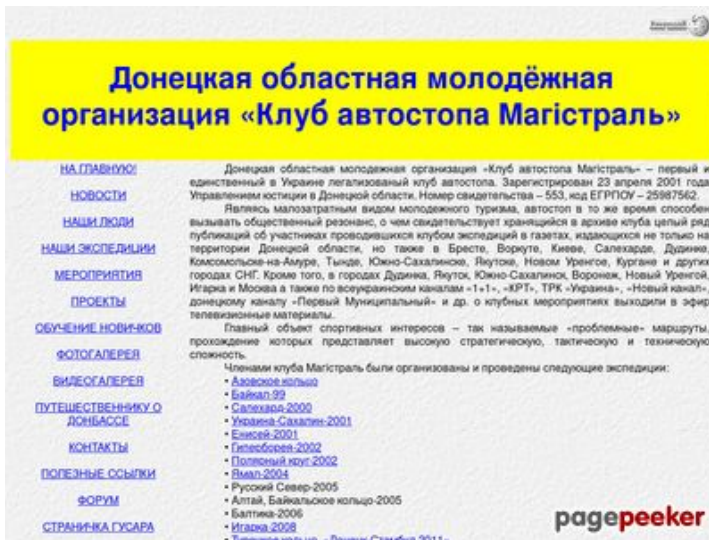 Донецкая областная молодёжная
организация «Клуб автостопа Магістраль»
НА ГЛАВНУЮ!
НОВОСТИ
НАШИ ЛЮДИ
НАШИ ЭКСПЕДИЦИИ
МЕРОПРИЯТИЯ
ПРОЕКТЫ
ОБУЧЕНИЕ НОВИЧКОВ
ФОТОГАЛЕРЕЯ
ВИДЕОГАЛЕРЕЯ
ПУТЕШЕСТВЕННИКУ О
ДОНБАССЕ
КОНТАКТЫ
ПОЛЕЗНЫЕ ССЫЛКИ
ФОРУМ
СТРАНИЧКА ГУСАРА
Донецкая областная молодежная организация «Клуб автостопа Магістраль» – первый и
единственный в Украине легализованый клуб автостопа. Зарегистрирован 23 апреля 2001 года
Управлением юстиции в Донецкой области. Номер свидетельства – 553, код ЕГРПОУ – 25987562.
Являясь малозатратным видом молодежного туризма, автостоп в то же время способен
вызывать общественный резонанс, о чем свидетельствует хранящийся в архиве клуба целый ряд
публикаций об участниках проводившихся клубом экспедиций в газетах, издающихся не только на
территории Донецкой области, но также в Бресте, Воркуте, Киеве, Салехарде, Дудинке,
Комсомольске-на-Амуре, Тынде, Южно-Сахалинске, Якутске, Новом Уренгое, Кургане и других
городах СНГ. Кроме того, в городах Дудинка, Якутск, Южно-Сахалинск, Воронеж, Новый Уренгой,
Игарка и Москва а также по всеукраинским каналам «1+1», «КРТ», ТРК «Украина», «Новый канал»,
донецкому каналу «Первый Муниципальный» и др. о клубных мероприятиях выходили в эфир
телевизионные материалы.
Главный объект спортивных интересов – так называемые «проблемные» маршруты,
прохождение которых представляет высокую стратегическую, тактическую и техническую
сложность.
Членами клуба Магістраль были организованы и проведены следующие экспедиции:
• Азовское кольцо
• Байкал-99
• Салехард-2000
• Украина-Сахалин-2001
• Енисей-2001
• Гиперборея-2002
• Полярный круг-2002
• Ямал-2004
• Русский Север-2005
• Алтай, Байкальское кольцо-2005
• Балтика-2006
• Игарка-2008
pagepeeker